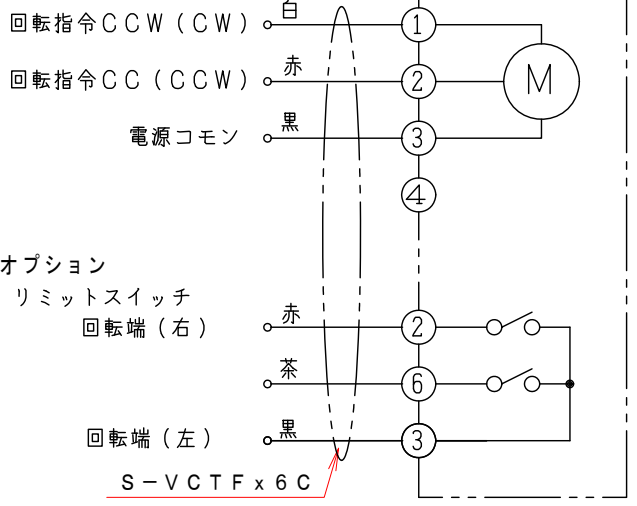 白
回転指令CCW(CW) 1
赤
回転指令CC(CCW) 2 M
黒
電源コモン 3
4
オプション
リミットスイッチ
赤
回転端(右) 2
茶
6
黒
回転端(左) 3
S-VCTFx6C